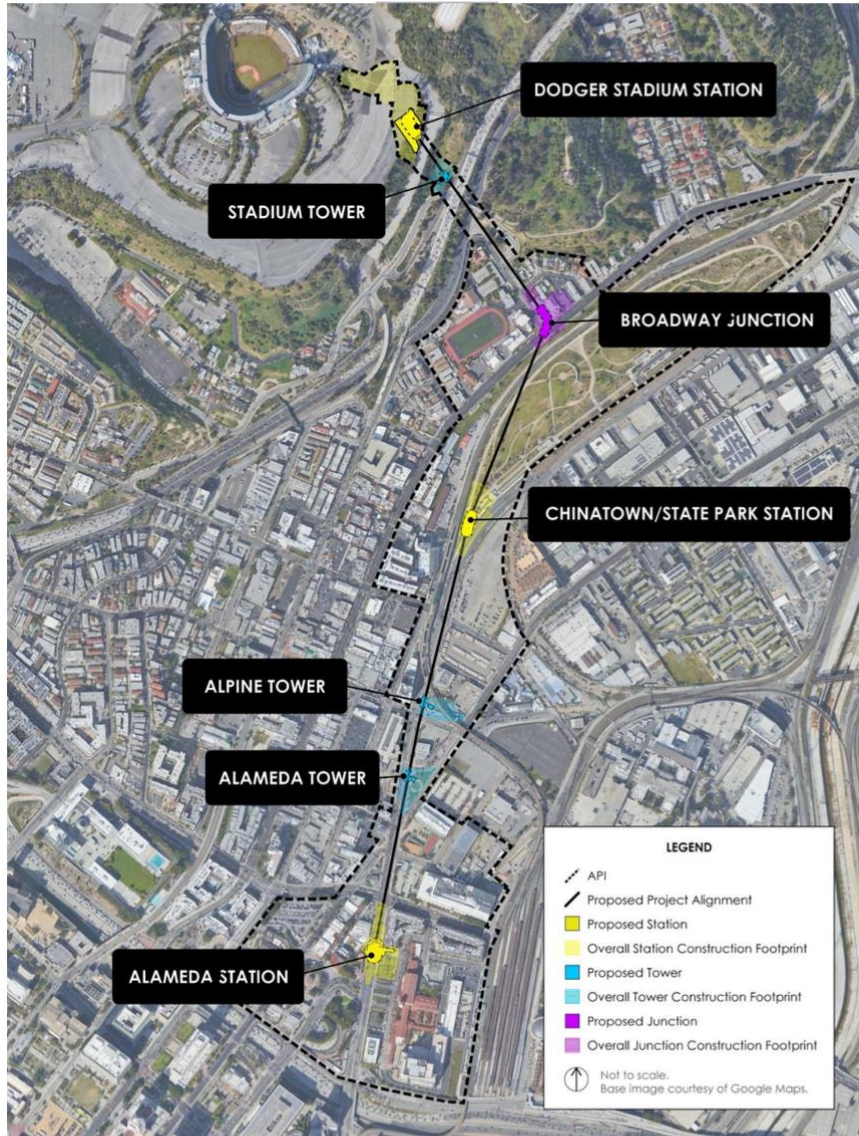 DODGER STADIUM STATION
STADIUM TOWER
BROADWAY JUNCTION
CHINATOWN/STATE PARK STATION
ALPINE TOWER
ALAMEDA TOWER
ALAMEDA STATION
LEGEND
API
Proposed Project Alignment
Proposed Station
Overall Station Construction Footprint
Proposed Tower
Overall Tower Construction Footprint
Proposed Junction
Overall Junction Construction Footprint
Not to scale.
Base image courtesy of Google Maps.